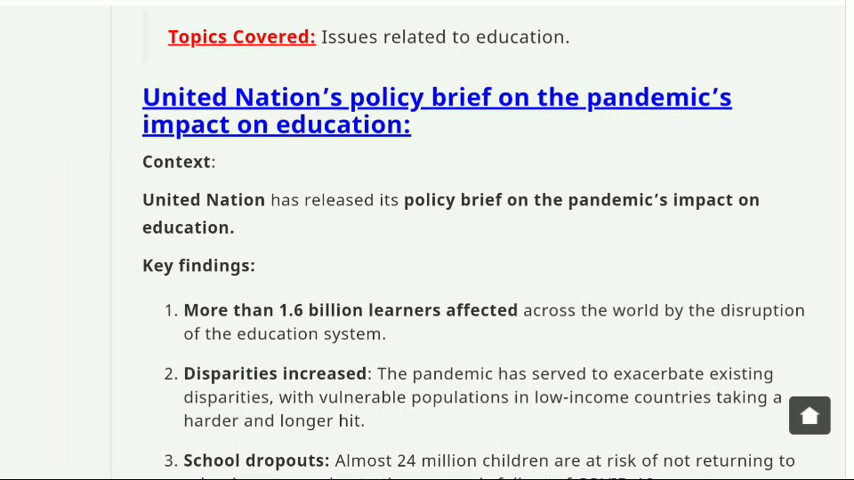 Topics Covered: Issues related to education.
United Nation’s policy brief on the pandemic’s
impact on education:
Context:
United Nation has released its policy brief on the pandemic’s impact on
education.
Key findings:
1. More than 1.6 billion learners affected across the world by the disruption
of the education system.
2. Disparities increased: The pandemic has served to exacerbate existing
disparities, with vulnerable populations in low-income countries taking a
harder and longer hit.
3. School dropouts: Almost 24 million children are at risk of not returning to